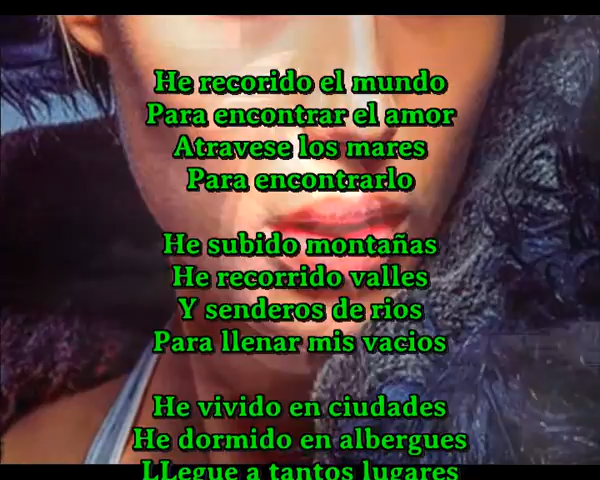 He recorido el mundo
Para encontrar el amor
Atravese los mares
Para encontrarlo
He subido montañas
He recorrido valles
Y senderos de rios
Para llenar mis vacios
He vivido en ciudades
He dormido en albergues
LLegue a tantos lugares